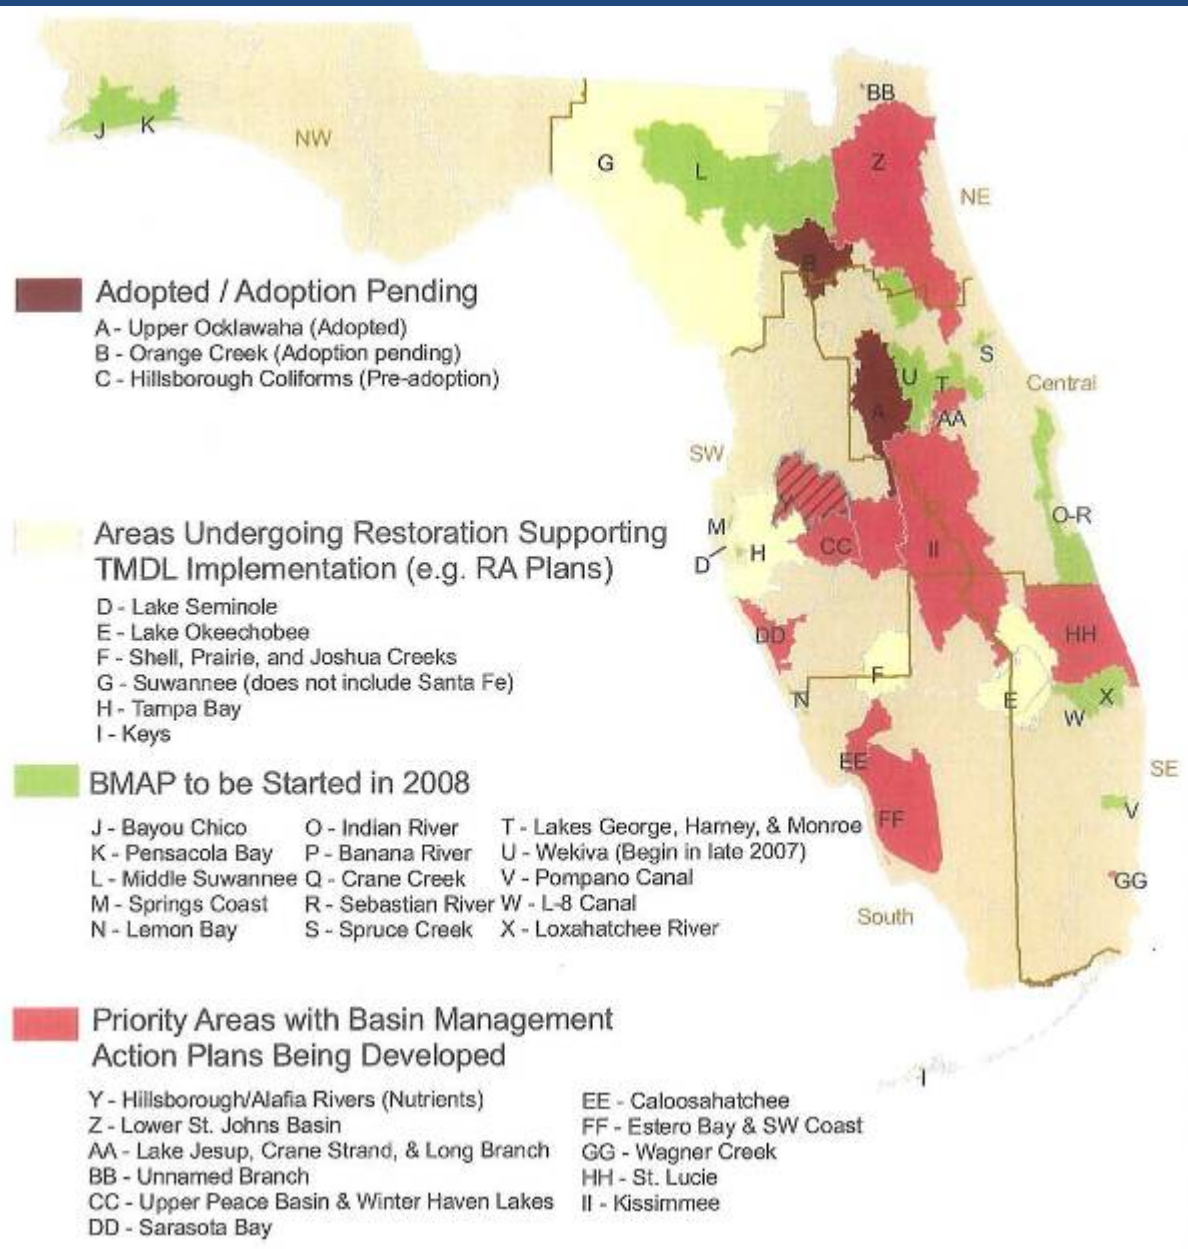 BB
J
K
NW
G
L
Z
NE
B
Adopted / Adoption Pending
A - Upper Ocklawaha (Adopted)
B - Orange Creek (Adoption pending)
C - Hillsborough Coliforms (Pre-adoption)
S
U
T
Central
A
AA
SW
M
O-R
D
H
CC
II
Areas Undergoing Restoration Supporting
TMDL Implementation (e.g. RA Plans)
D - Lake Seminole
E - Lake Okeechobee
F - Shell, Prairie, and Joshua Creeks
G - Suwannee (does not include Santa Fe)
H - Tampa Bay
I - Keys
DD
HH
F
N
E
X
W
EE
SE
V
FF
GG
South
BMAP to be Started in 2008
J - Bayou Chico
K - Pensacola Bay
L - Middle Suwannee
M - Springs Coast
N - Lemon Bay
O - Indian River
P - Banana River
Q - Crane Creek
R - Sebastian River
S - Spruce Creek
T - Lakes George, Harney, & Monroe
U - Wekiva (Begin in late 2007)
V - Pompano Canal
W - L-8 Canal
X - Loxahatchee River
I
Priority Areas with Basin Management
Action Plans Being Developed
Y - Hillsborough/Alafia Rivers (Nutrients)
Z - Lower St. Johns Basin
AA - Lake Jesup, Crane Strand, & Long Branch
BB - Unnamed Branch
CC - Upper Peace Basin & Winter Haven Lakes
DD - Sarasota Bay
EE - Caloosahatchee
FF - Estero Bay & SW Coast
GG - Wagner Creek
HH - St. Lucie
II - Kissimmee